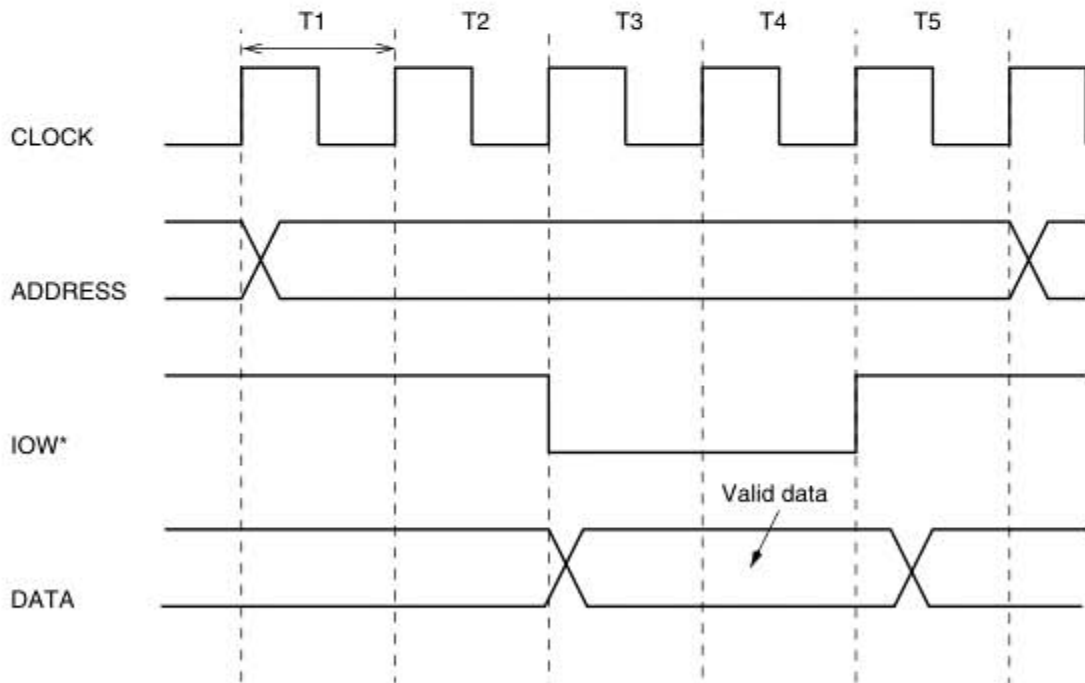 T1 T2 T3 T4 T5
CLOCK
ADDRESS
IOW*
Valid data
DATA